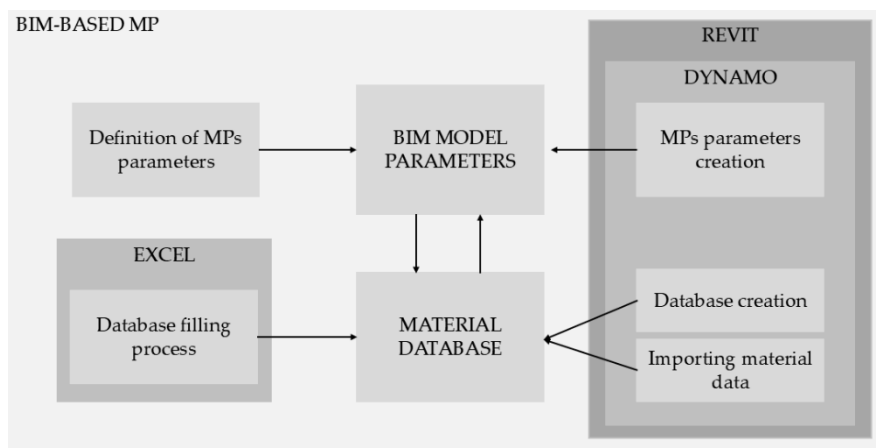 BIM-BASED MP
REVIT
DYNAMO
Definition of MPs
parameters
BIM MODEL
PARAMETERS
MPs parameters
creation
EXCEL
Database filling
process
MATERIAL
DATABASE
Database creation
Importing material
data